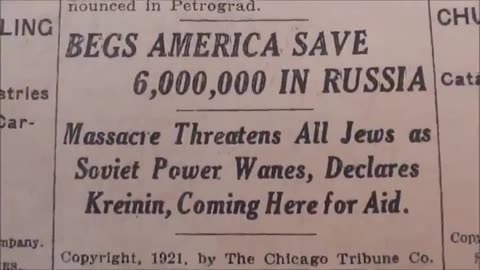 nounced in Petrograd.
BEGS AMERICA SAVE
6,000,000 IN RUSSIA
Massacre Threatens All Jews as
Soviet Power Wanes, Declares
Kreinin, Coming Here for Aid.
Copyright, 1921, by The Chicago Tribune Co.
LING
stries
Car-
mpany.
CHU
Cata
Copy